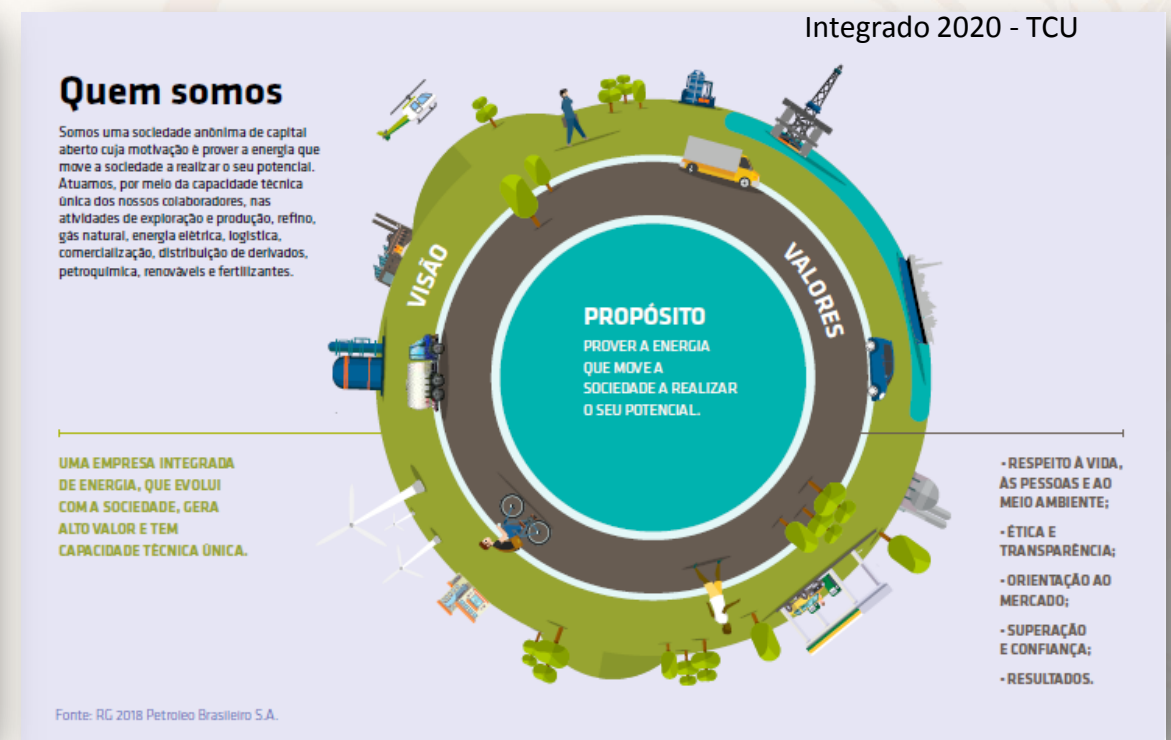 Integrado 2020 - TCU
Quem somos
Somos uma sociedade anônima de capital
aberto cuja motivação é prover a energia que
move a sociedade a realizar o seu potencial.
Atuamos, por meio da capacidade técnica
única dos nossos colaboradores, nas
atividades de exploração e produção, refino,
gás natural, energia elétrica, logística,
comercialização, distribuição de derivados,
petroquímica, renováveis e fertilizantes.
VISÃO
VALORES
PROPÓSITO
PROVER A ENERGIA
QUE MOVE A
SOCIEDADE A REALIZAR
O SEU POTENCIAL.
UMA EMPRESA INTEGRADA
DE ENERGIA, QUE EVOLUI
COM A SOCIEDADE, GERA
ALTO VALOR E TEM
CAPACIDADE TÉCNICA ÚNICA.
• RESPEITO À VIDA,
ÀS PESSOAS E AO
MEIO AMBIENTE;
• ÉTICA E
TRANSPARÊNCIA;
• ORIENTAÇÃO AO
MERCADO;
• SUPERAÇÃO
E CONFIANÇA;
• RESULTADOS.
Fonte: RG 2018 Petroleo Brasileiro S.A.